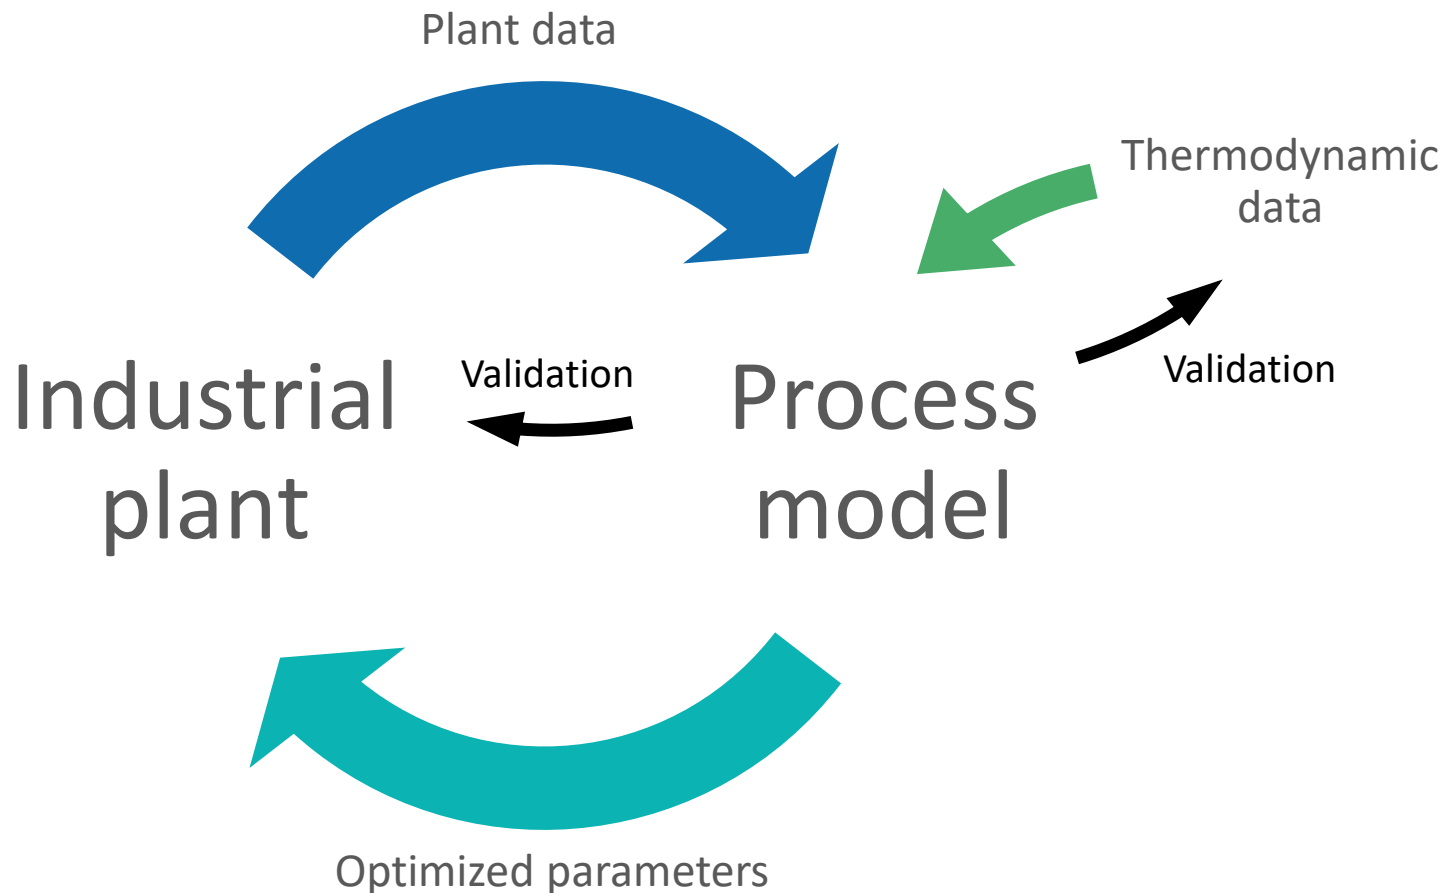 Plant data
Thermodynamic
data
Industrial
plant
Validation
Process
model
Validation
Optimized parameters